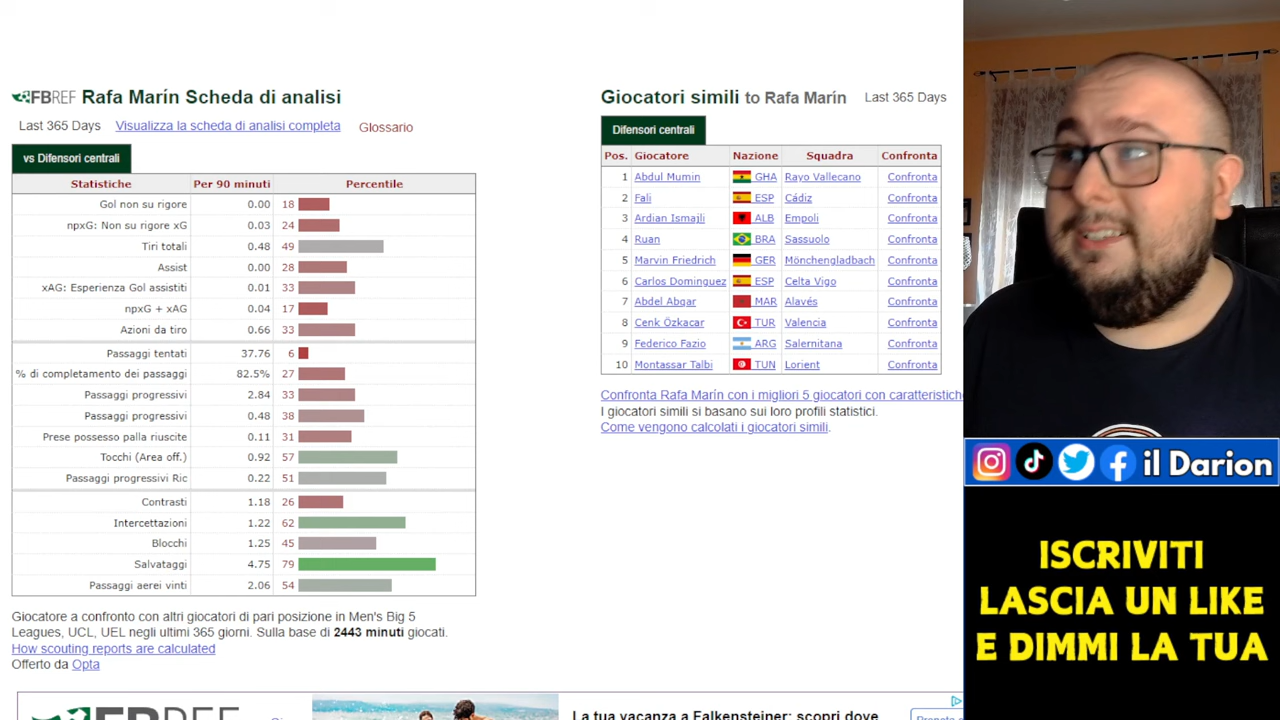 FBREF Rafa Marín Scheda di analisi
Last 365 Days Visualizza la scheda di analisi completa Glossario
vs Difensori centrali
Statistiche Per 90 minuti Percentile
Gol non su rigore 0.00 18
npxG: Non su rigore xG 0.03 24
Tiri totali 0.48 49
Assist 0.00 28
xAG: Esperienza Gol assistiti 0.01 33
npxG + xAG 0.04 17
Azioni da tiro 0.66 33
Passaggi tentati 37.76 6
% di completamento dei passaggi 82.5% 27
Passaggi progressivi 2.84 33
Passaggi progressivi 0.48 38
Prese possesso palla riuscite 0.11 31
Tocchi (Area off.) 0.92 57
Passaggi progressivi Ric 0.22 51
Contrasti 1.18 26
Intercettazioni 1.22 62
Blocchi 1.25 45
Salvataggi 4.75 79
Passaggi aerei vinti 2.06 54
Giocatore a confronto con altri giocatori di pari posizione in Men's Big 5
Leagues, UCL, UEL negli ultimi 365 giorni. Sulla base di 2443 minuti giocati.
How scouting reports are calculated
Offerto da Opta
Giocatori simili to Rafa Marín Last 365 Days
Difensori centrali
Pos. Giocatore Nazione Squadra Confronta
1 Abdul Mumin GHA Rayo Vallecano Confronta
2 Fali ESP Cádiz Confronta
3 Ardian Ismajli ALB Empoli Confronta
4 Ruan BRA Sassuolo Confronta
5 Marvin Friedrich GER Mönchengladbach Confronta
6 Carlos Dominguez ESP Celta Vigo Confronta
7 Abdel Abqar MAR Alavés Confronta
8 Cenk Özkacar TUR Valencia Confronta
9 Federico Fazio ARG Salernitana Confronta
10 Montassar Talbi TUN Lorient Confronta
Confronta Rafa Marín con i migliori 5 giocatori con caratteristiche
I giocatori simili si basano sui loro profili statistici.
Come vengono calcolati i giocatori simili.
FBREF
La tua vacanza a Falkensteiner: scopri dove
il Darion
ISCRIVITI
LASCIA UN LIKE
E DIMMI LA TUA